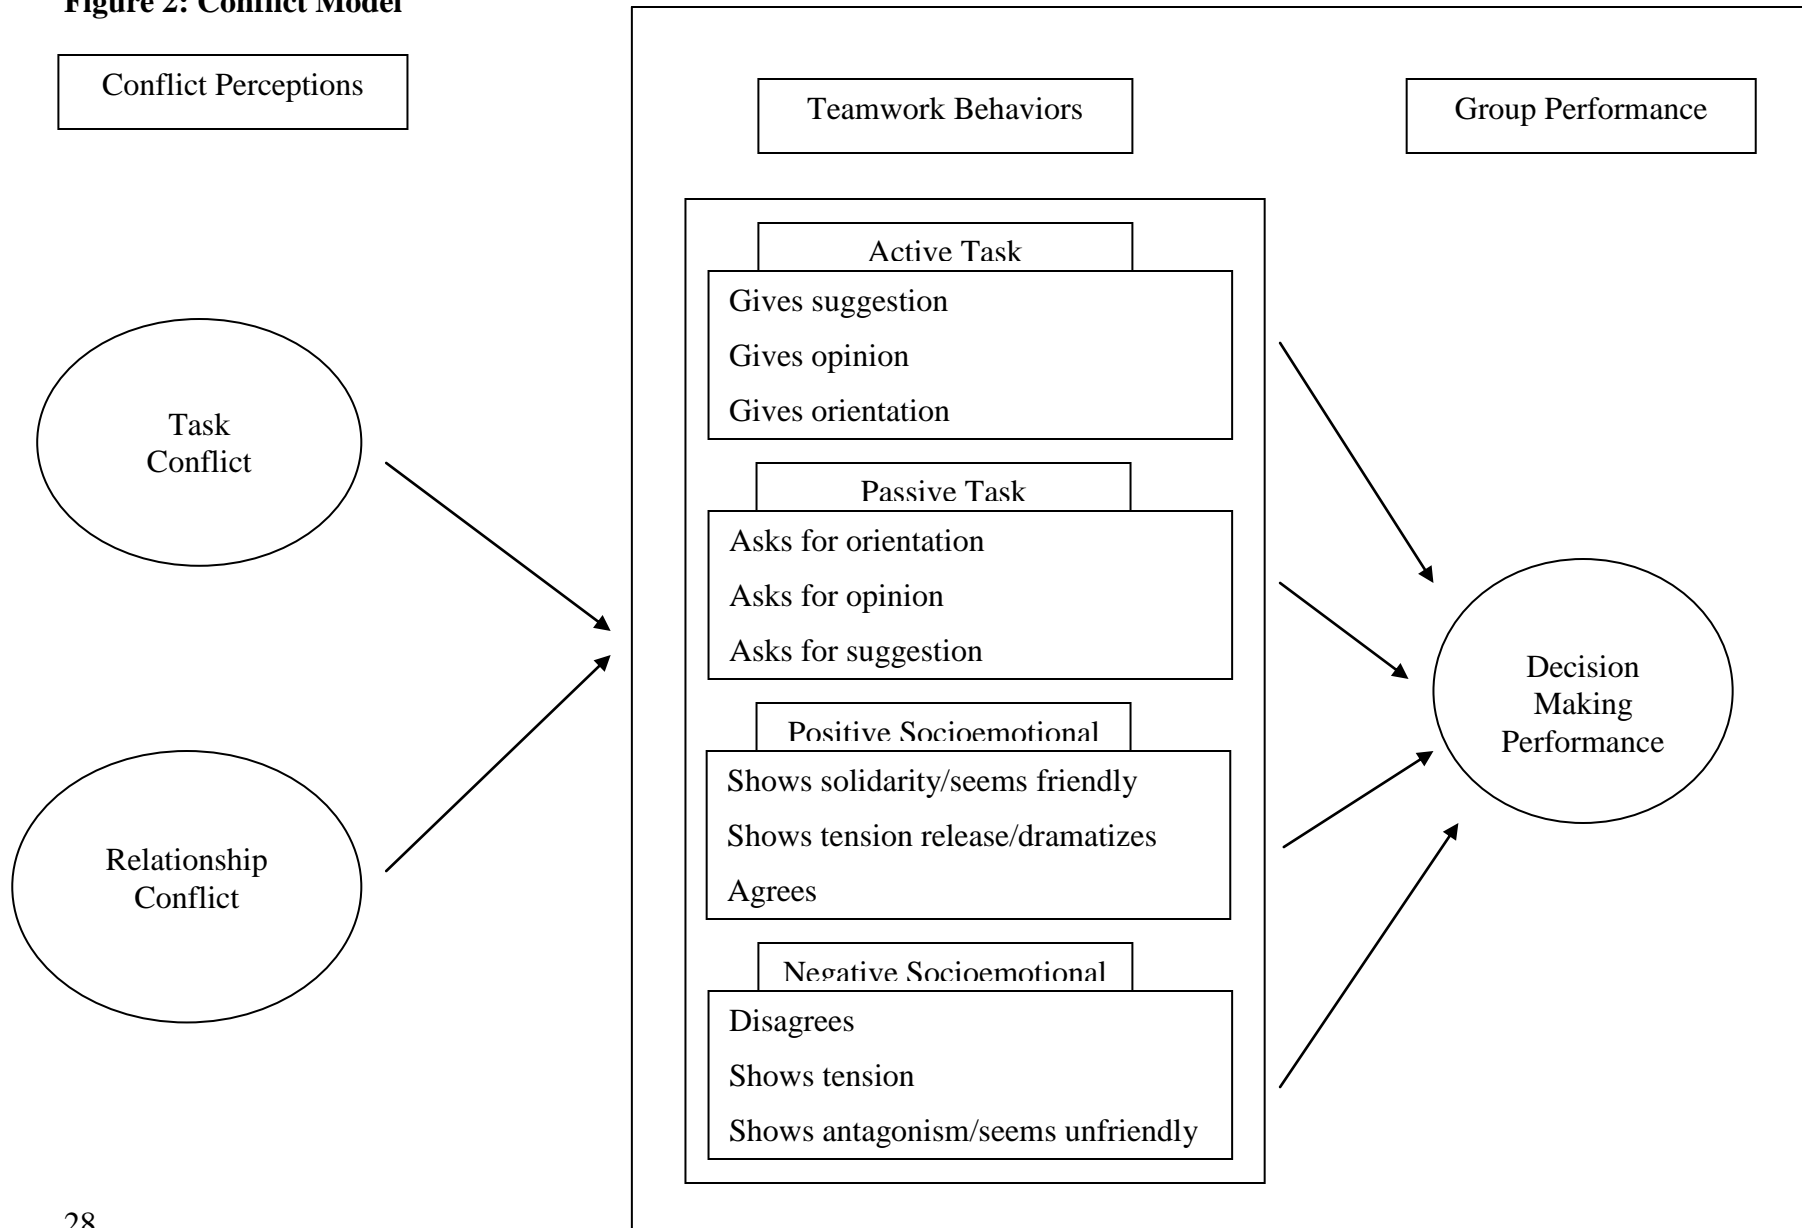 Figure 2: Conflict Model
Conflict Perceptions
Teamwork Behaviors
Group Performance
Active Task
Gives suggestion
Gives opinion
Gives orientation
Task
Conflict
Passive Task
Asks for orientation
Asks for opinion
Asks for suggestion
Positive Socioemotional
Shows solidarity/seems friendly
Shows tension release/dramatizes
Agrees
Relationship
Conflict
Negative Socioemotional
Disagrees
Shows tension
Shows antagonism/seems unfriendly
Decision
Making
Performance
28